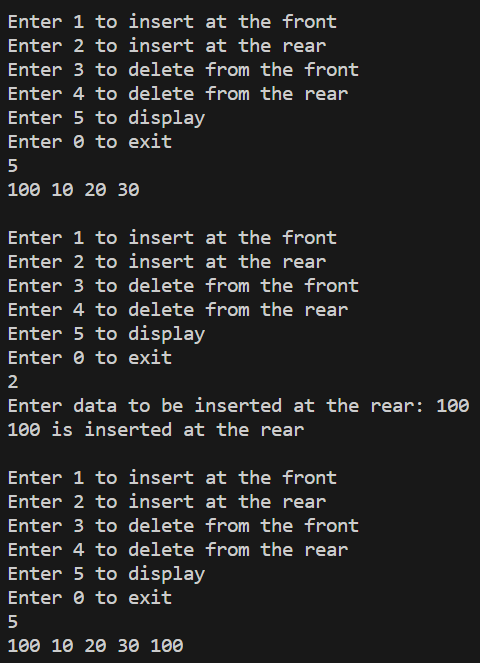 Enter 1 to insert at the front
Enter 2 to insert at the rear
Enter 3 to delete from the front
Enter 4 to delete from the rear
Enter 5 to display
Enter 0 to exit
5
100 10 20 30

Enter 1 to insert at the front
Enter 2 to insert at the rear
Enter 3 to delete from the front
Enter 4 to delete from the rear
Enter 5 to display
Enter 0 to exit
2
Enter data to be inserted at the rear: 100
100 is inserted at the rear

Enter 1 to insert at the front
Enter 2 to insert at the rear
Enter 3 to delete from the front
Enter 4 to delete from the rear
Enter 5 to display
Enter 0 to exit
5
100 10 20 30 100